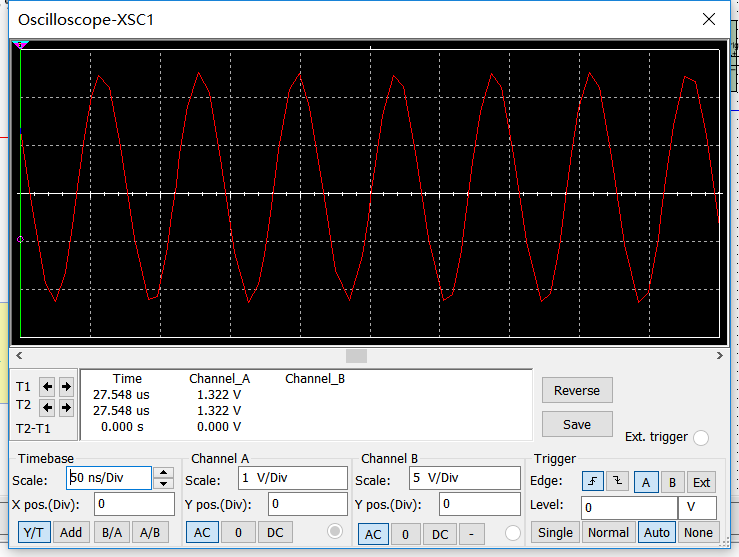 Oscilloscope-XSC1
Time Channel_A Channel_B
T1 27.548 us 1.322 V
T2 27.548 us 1.322 V
T2-T1 0.000 s 0.000 V
Reverse
Save
Ext. trigger
Timebase
Scale: 50 ns/Div
X pos.(Div): 0
Y/T Add B/A A/B
Channel A
Scale: 1 V/Div
Y pos.(Div): 0
AC 0 DC
Channel B
Scale: 5 V/Div
Y pos.(Div): 0
AC 0 DC -
Trigger
Edge: A B Ext
Level: 0 V
Single Normal Auto None